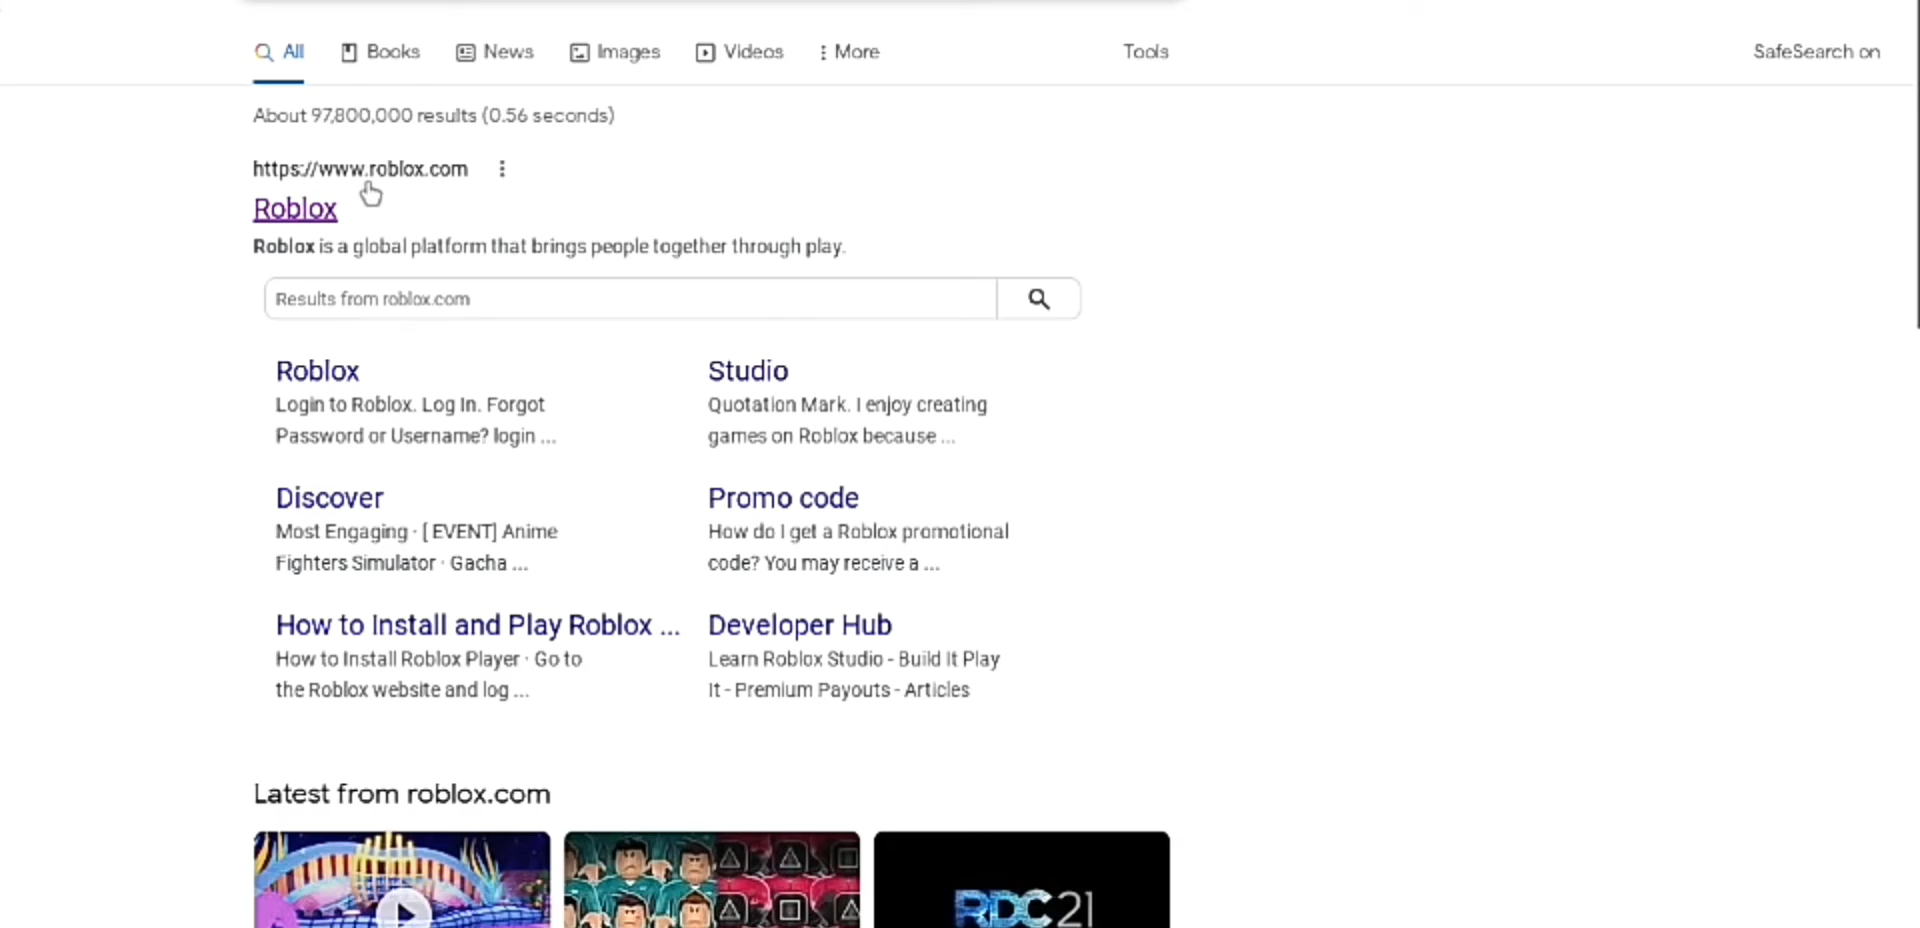 All Books News Images Videos More Tools SafeSearch on
About 97,800,000 results (0.56 seconds)
https://www.roblox.com
Roblox
Roblox is a global platform that brings people together through play.
Results from roblox.com
Roblox
Login to Roblox. Log In. Forgot
Password or Username? login ...
Studio
Quotation Mark. I enjoy creating
games on Roblox because ...
Discover
Most Engaging · [ EVENT] Anime
Fighters Simulator · Gacha ...
Promo code
How do I get a Roblox promotional
code? You may receive a ...
How to Install and Play Roblox ...
How to Install Roblox Player · Go to
the Roblox website and log ...
Developer Hub
Learn Roblox Studio - Build It Play
It - Premium Payouts - Articles
Latest from roblox.com
RDC21